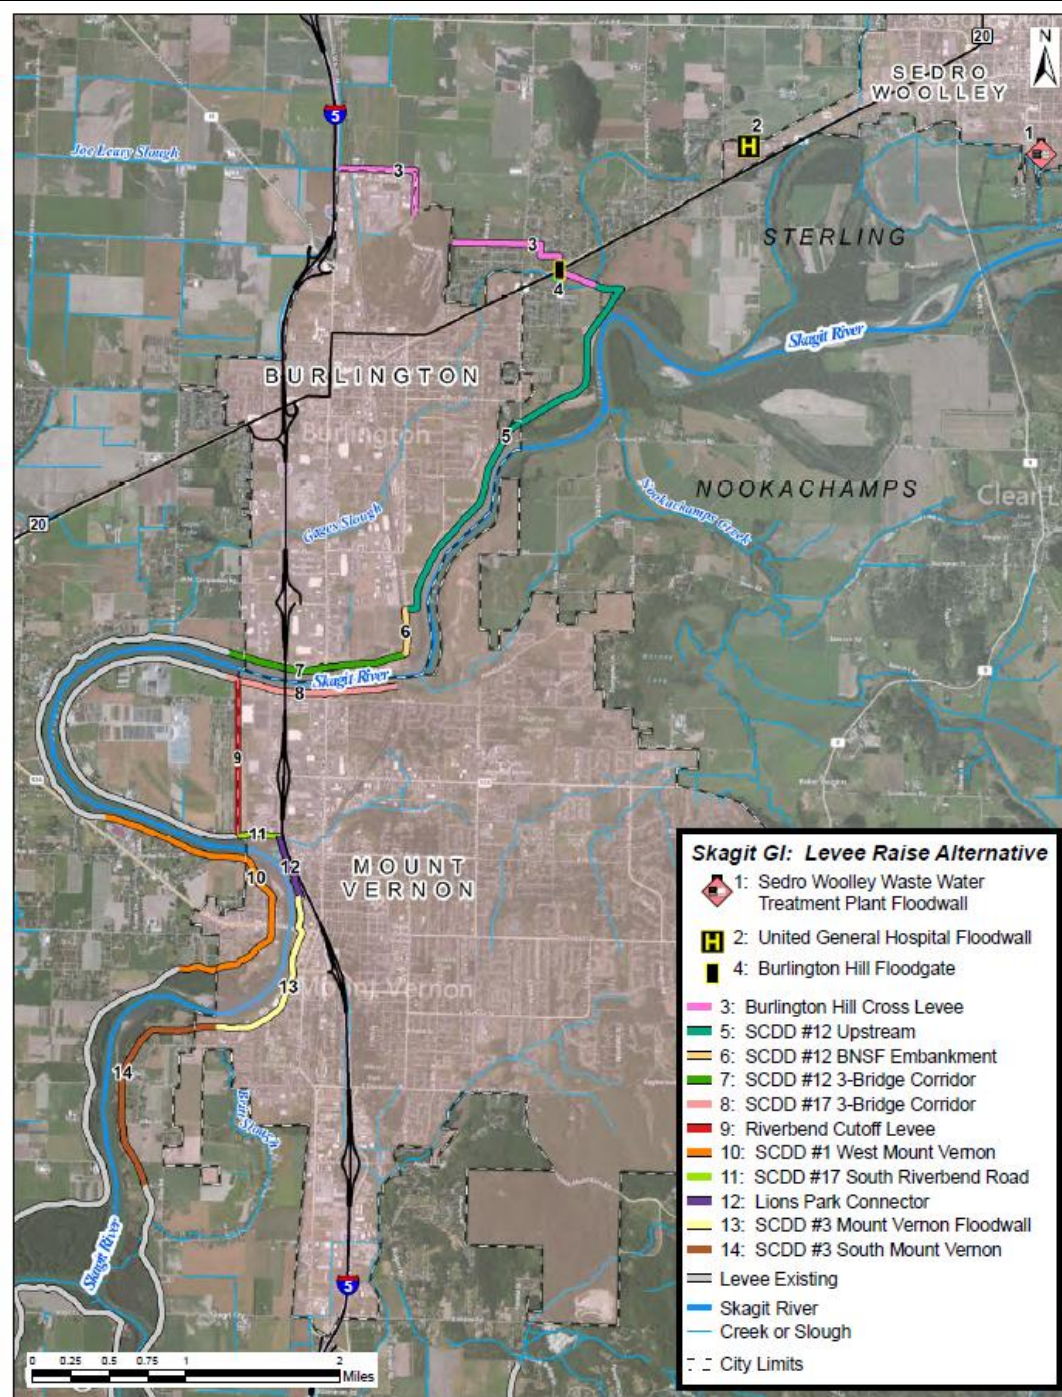 20
N
SEDRO
WOOLLEY
5
2
1
Joe Leary Slough
3
STERLING
3
4
Skagit River
BURLINGTON
Burlington
5
NOOKACHAMPS
Nookachamps Creek
20
Gages Slough
6
7
Skagit River
8
9
11
12
MOUNT
VERNON
10
13
Mount Vernon
14
Skagit River
5
0 0.25 0.5 0.75 1 2
Miles
Skagit GI: Levee Raise Alternative
1: Sedro Woolley Waste Water
Treatment Plant Floodwall
H 2: United General Hospital Floodwall
4: Burlington Hill Floodgate
3: Burlington Hill Cross Levee
5: SCDD #12 Upstream
6: SCDD #12 BNSF Embankment
7: SCDD #12 3-Bridge Corridor
8: SCDD #17 3-Bridge Corridor
9: Riverbend Cutoff Levee
10: SCDD #1 West Mount Vernon
11: SCDD #17 South Riverbend Road
12: Lions Park Connector
13: SCDD #3 Mount Vernon Floodwall
14: SCDD #3 South Mount Vernon
Levee Existing
Skagit River
Creek or Slough
City Limits